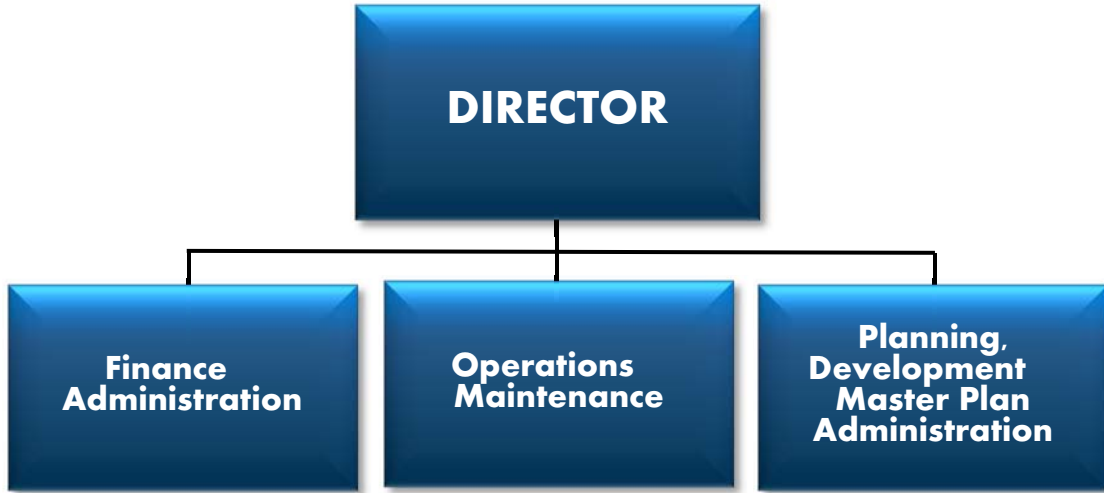 DIRECTOR
Finance
Administration
Operations
Maintenance
Planning,
Development
Master Plan
Administration